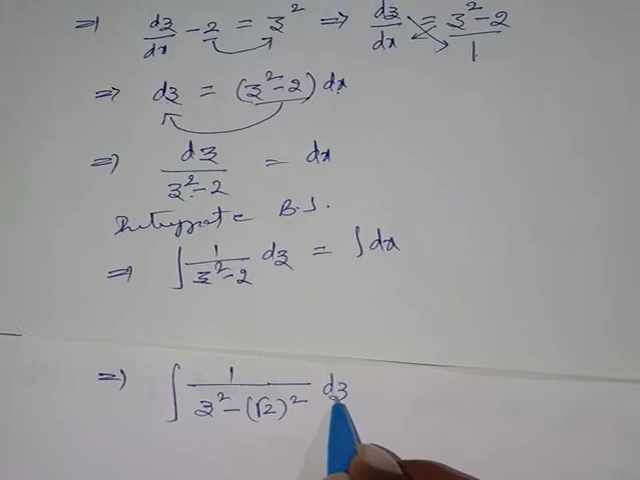 ⇒ dz/dx - 2 = z² ⇒ dz/dx = (z²-2)/1
⇒ dz = (z²-2) dx
⇒ dz/(z²-2) = dx
Integrate B.S.
⇒ ∫ 1/(z²-2) dz = ∫ dx
⇒ ∫ 1/(z²-(√2)²) dz